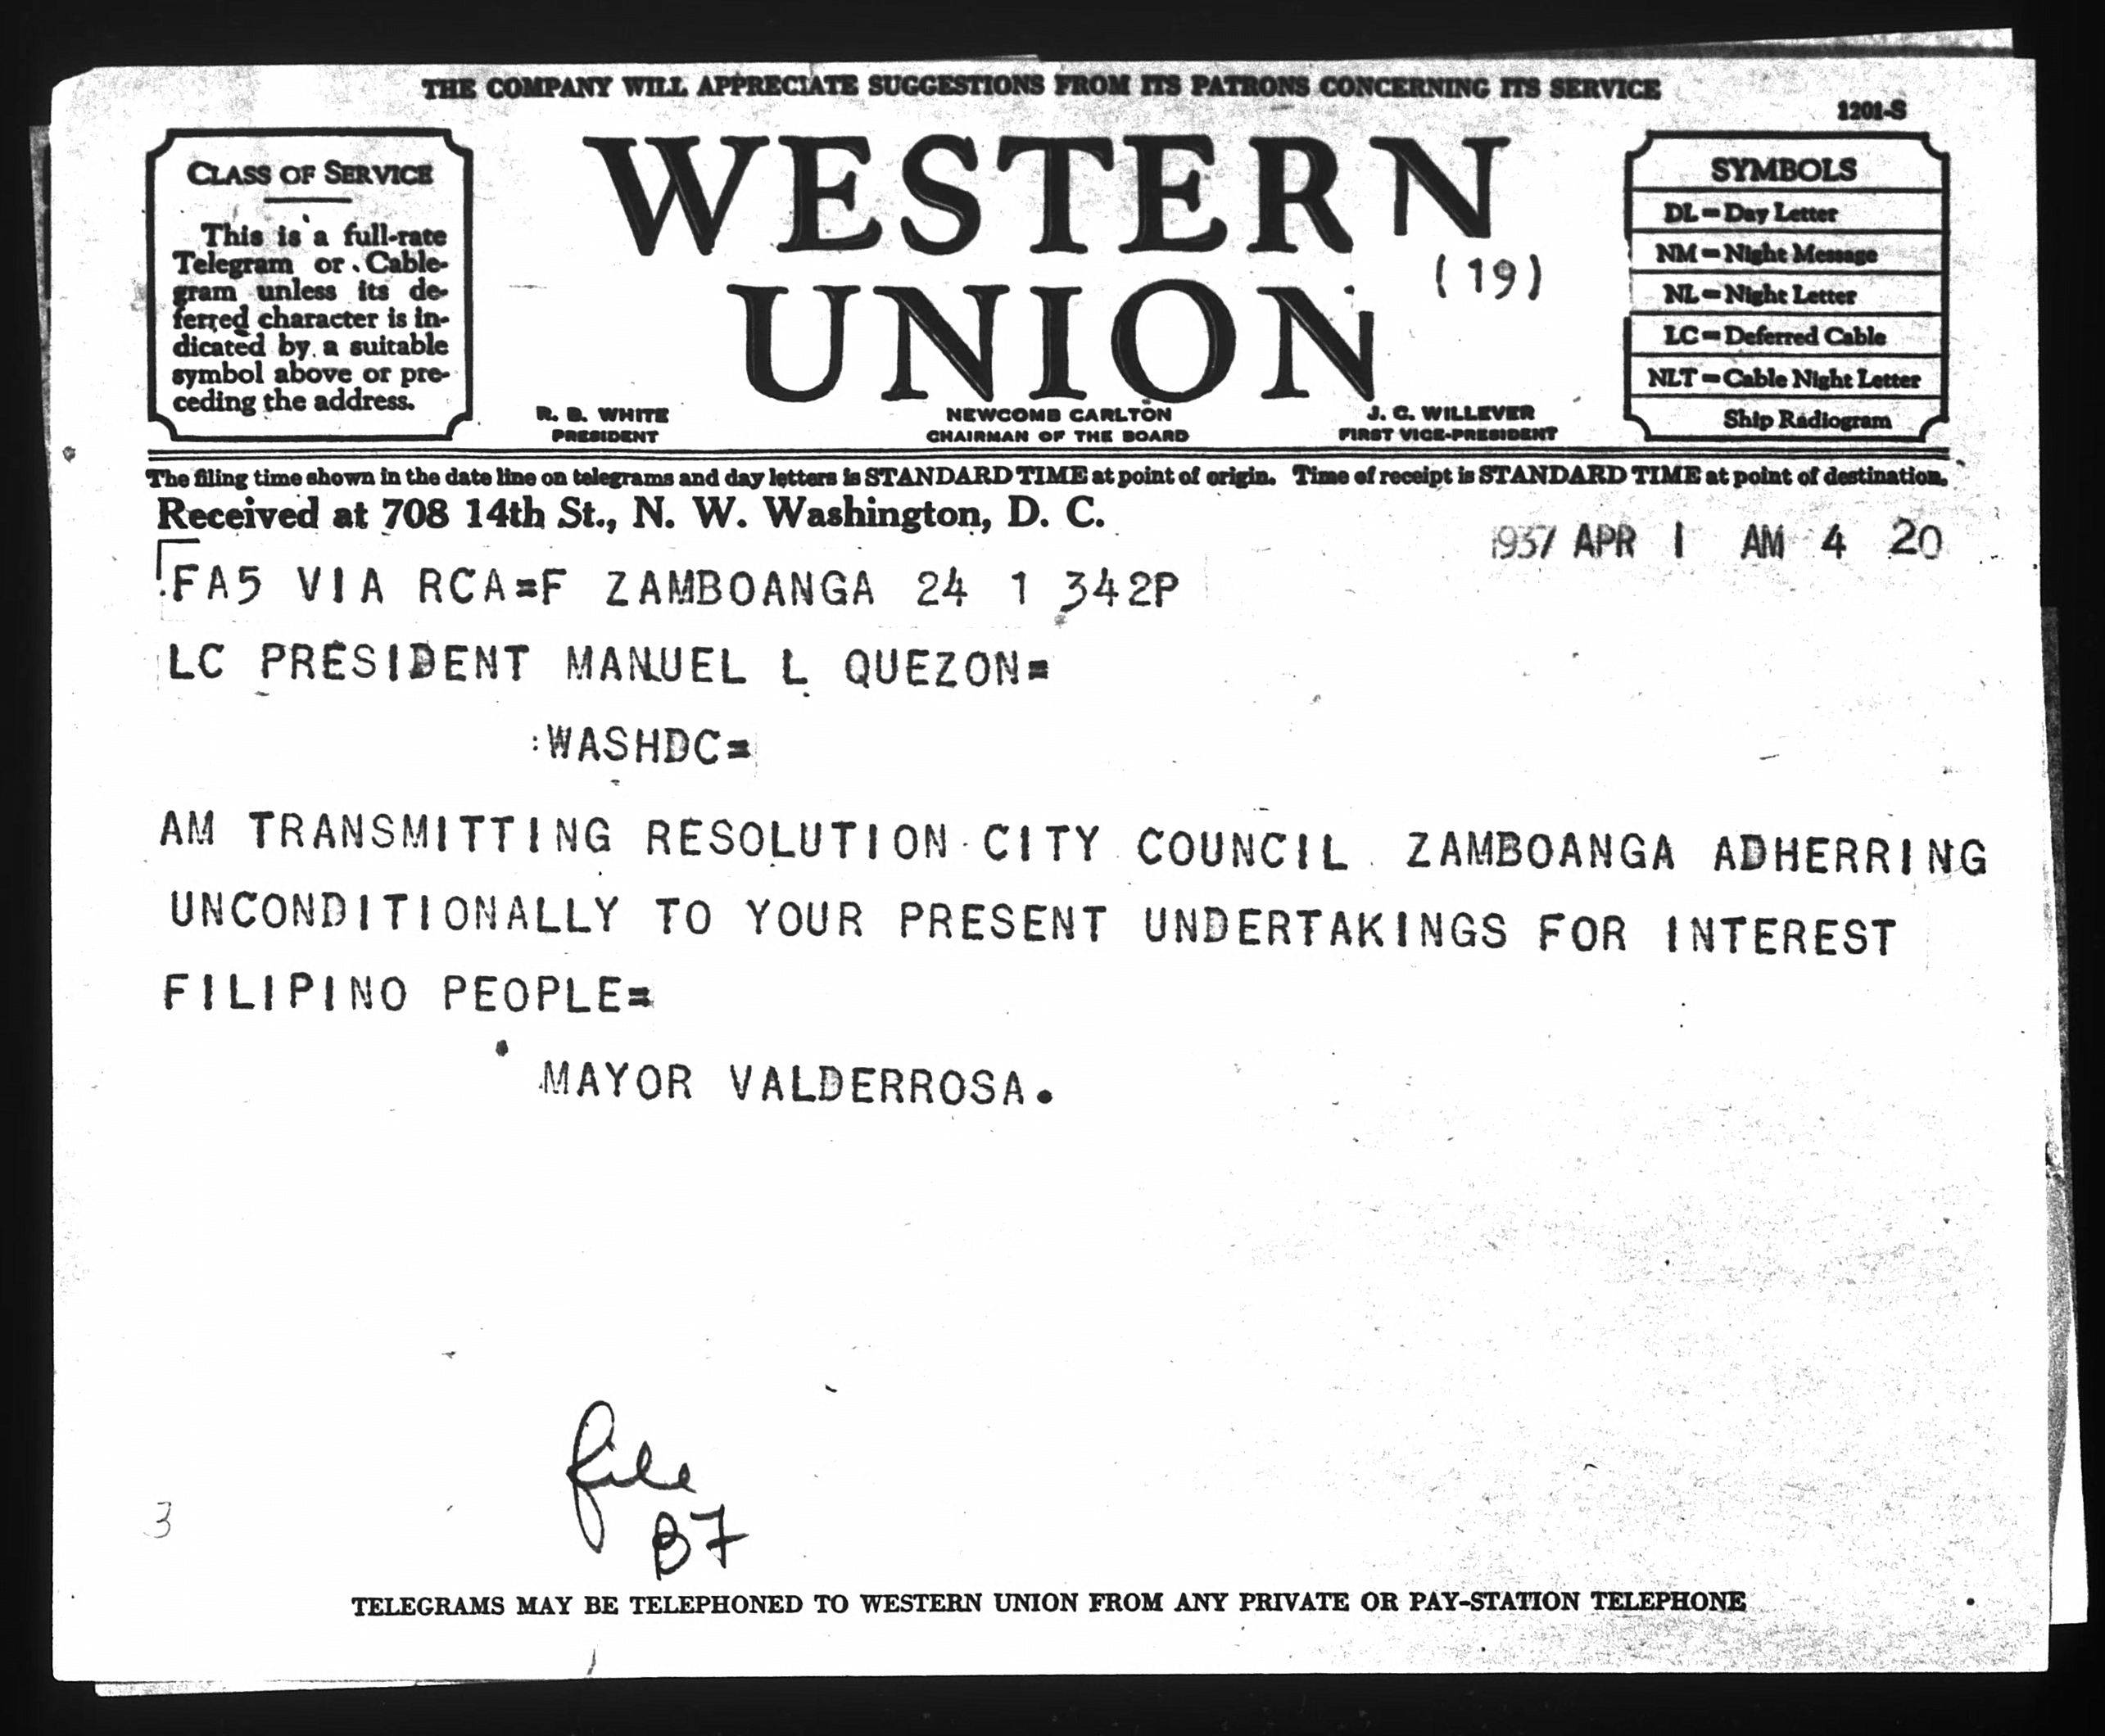 THE COMPANY WILL APPRECIATE SUGGESTIONS FROM ITS PATRONS CONCERNING ITS SERVICE
1201-S
CLASS OF SERVICE
This is a full-rate
Telegram or Cable-
gram unless its de-
ferred character is in-
dicated by a suitable
symbol above or pre-
ceding the address.
WESTERN
UNION
(19)
R. B. WHITE
PRESIDENT
NEWCOMB CARLTON
CHAIRMAN OF THE BOARD
J. C. WILLEVER
FIRST VICE-PRESIDENT
SYMBOLS
DL = Day Letter
NM = Night Message
NL = Night Letter
LC = Deferred Cable
NLT = Cable Night Letter
Ship Radiogram
The filing time shown in the date line on telegrams and day letters is STANDARD TIME at point of origin. Time of receipt is STANDARD TIME at point of destination.
Received at 708 14th St., N. W. Washington, D. C.
1937 APR 1 AM 4 20
FA5 VIA RCA=F ZAMBOANGA 24 1 342P
LC PRESIDENT MANUEL L QUEZON=
:WASHDC=
AM TRANSMITTING RESOLUTION CITY COUNCIL ZAMBOANGA ADHERRING
UNCONDITIONALLY TO YOUR PRESENT UNDERTAKINGS FOR INTEREST
FILIPINO PEOPLE=
MAYOR VALDERROSA.
file
B7
3
TELEGRAMS MAY BE TELEPHONED TO WESTERN UNION FROM ANY PRIVATE OR PAY-STATION TELEPHONE